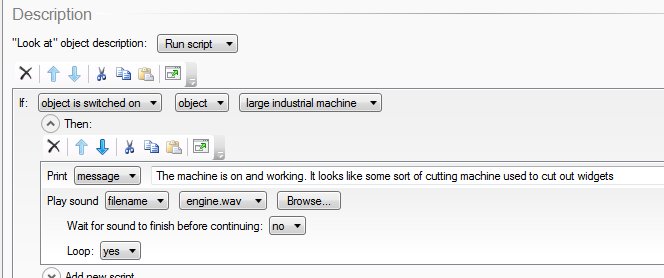 Description
"Look at" object description: Run script
If: object is switched on object large industrial machine
Then:
Print message The machine is on and working. It looks like some sort of cutting machine used to cut out widgets
Play sound filename engine.wav Browse...
Wait for sound to finish before continuing: no
Loop: yes
Add new script